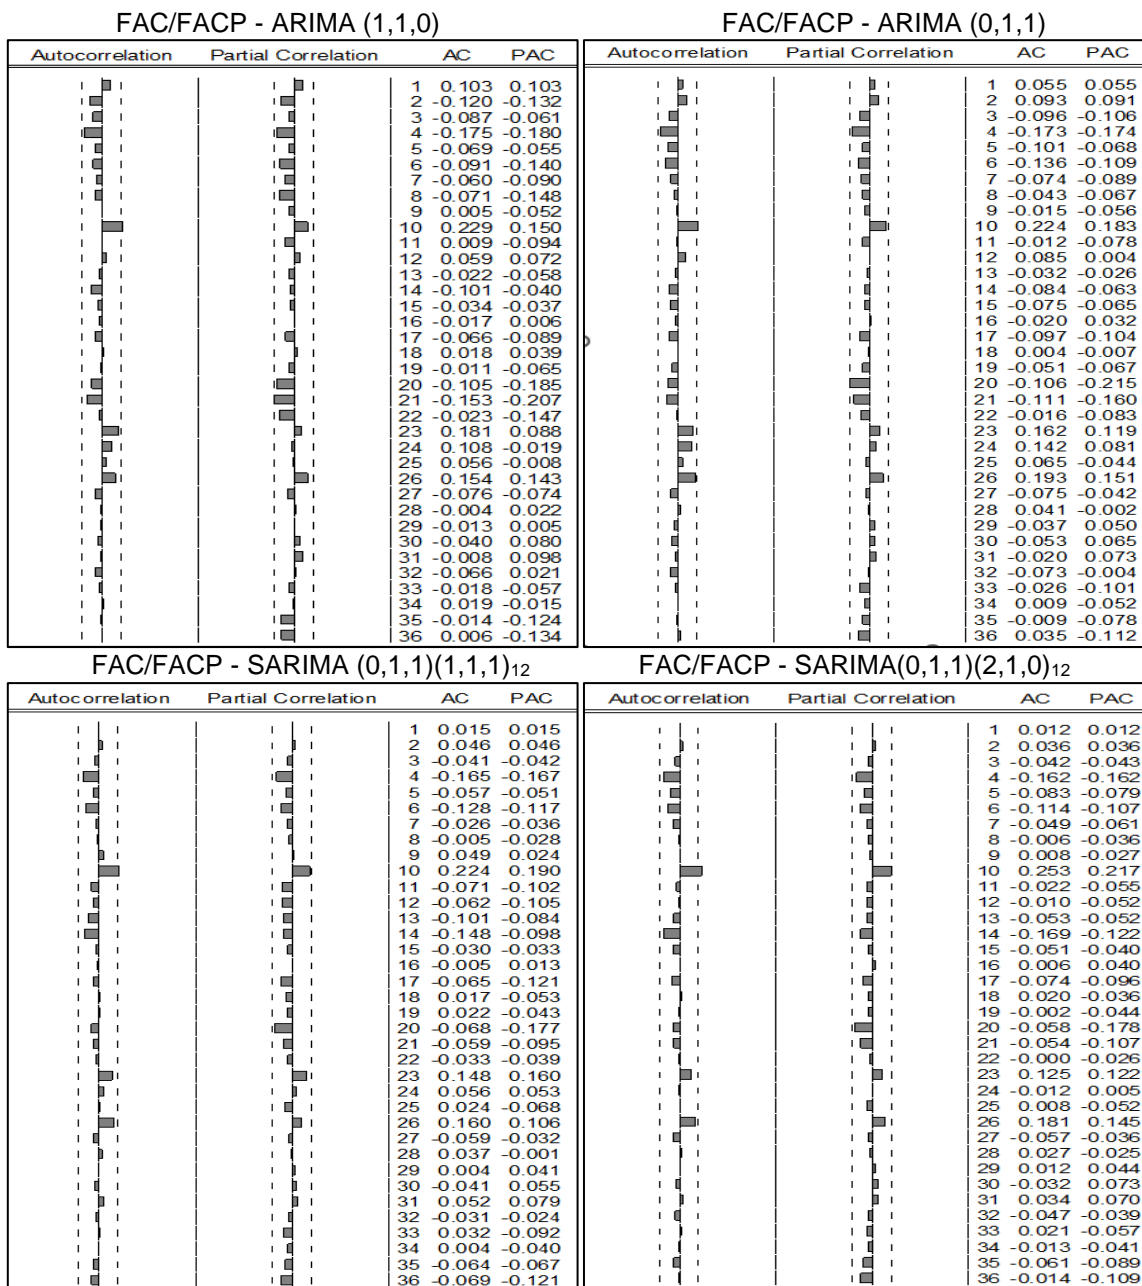 FAC/FACP - ARIMA (1,1,0)
Autocorrelation Partial Correlation AC PAC
1 0.103 0.103
2 -0.120 -0.132
3 -0.087 -0.061
4 -0.175 -0.180
5 -0.069 -0.055
6 -0.091 -0.140
7 -0.060 -0.090
8 -0.071 -0.148
9 0.005 -0.052
10 0.229 0.150
11 0.009 -0.094
12 0.059 0.072
13 -0.022 -0.058
14 -0.101 -0.040
15 -0.034 -0.037
16 -0.017 0.006
17 -0.066 -0.089
18 0.018 0.039
19 -0.011 -0.065
20 -0.105 -0.185
21 -0.153 -0.207
22 -0.023 -0.147
23 0.181 0.088
24 0.108 -0.019
25 0.056 -0.008
26 0.154 0.143
27 -0.076 -0.074
28 -0.004 0.022
29 -0.013 0.005
30 -0.040 0.080
31 -0.008 0.098
32 -0.066 0.021
33 -0.018 -0.057
34 0.019 -0.015
35 -0.014 -0.124
36 0.006 -0.134
FAC/FACP - ARIMA (0,1,1)
Autocorrelation Partial Correlation AC PAC
1 0.055 0.055
2 0.093 0.091
3 -0.096 -0.106
4 -0.173 -0.174
5 -0.101 -0.068
6 -0.136 -0.109
7 -0.074 -0.089
8 -0.043 -0.067
9 -0.015 -0.056
10 0.224 0.183
11 -0.012 -0.078
12 0.085 0.004
13 -0.032 -0.026
14 -0.084 -0.063
15 -0.075 -0.065
16 -0.020 0.032
17 -0.097 -0.104
18 0.004 -0.007
19 -0.051 -0.067
20 -0.106 -0.215
21 -0.111 -0.160
22 -0.016 -0.083
23 0.162 0.119
24 0.142 0.081
25 0.065 -0.044
26 0.193 0.151
27 -0.075 -0.042
28 0.041 -0.002
29 -0.037 0.050
30 -0.053 0.065
31 -0.020 0.073
32 -0.073 -0.004
33 -0.026 -0.101
34 0.009 -0.052
35 -0.009 -0.078
36 0.035 -0.112
FAC/FACP - SARIMA (0,1,1)(1,1,1)₁₂
Autocorrelation Partial Correlation AC PAC
1 0.015 0.015
2 0.046 0.046
3 -0.041 -0.042
4 -0.165 -0.167
5 -0.057 -0.051
6 -0.128 -0.117
7 -0.026 -0.036
8 -0.005 -0.028
9 0.049 0.024
10 0.224 0.190
11 -0.071 -0.102
12 -0.062 -0.105
13 -0.101 -0.084
14 -0.148 -0.098
15 -0.030 -0.033
16 -0.005 0.013
17 -0.065 -0.121
18 0.017 -0.053
19 0.022 -0.043
20 -0.068 -0.177
21 -0.059 -0.095
22 -0.033 -0.039
23 0.148 0.160
24 0.056 0.053
25 0.024 -0.068
26 0.160 0.106
27 -0.059 -0.032
28 0.037 -0.001
29 0.004 0.041
30 -0.041 0.055
31 0.052 0.079
32 -0.031 -0.024
33 0.032 -0.092
34 0.004 -0.040
35 -0.064 -0.067
36 -0.069 -0.121
FAC/FACP - SARIMA(0,1,1)(2,1,0)₁₂
Autocorrelation Partial Correlation AC PAC
1 0.012 0.012
2 0.036 0.036
3 -0.042 -0.043
4 -0.162 -0.162
5 -0.083 -0.079
6 -0.114 -0.107
7 -0.049 -0.061
8 -0.006 -0.036
9 0.008 -0.027
10 0.253 0.217
11 -0.022 -0.055
12 -0.010 -0.052
13 -0.053 -0.052
14 -0.169 -0.122
15 -0.051 -0.040
16 0.006 0.040
17 -0.074 -0.096
18 0.020 -0.036
19 -0.002 -0.044
20 -0.058 -0.178
21 -0.054 -0.107
22 -0.000 -0.026
23 0.125 0.122
24 -0.012 0.005
25 0.008 -0.052
26 0.181 0.145
27 -0.057 -0.036
28 0.027 -0.025
29 0.012 0.044
30 -0.032 0.073
31 0.034 0.070
32 -0.047 -0.039
33 0.021 -0.057
34 -0.013 -0.041
35 -0.061 -0.089
36 -0.014 -0.109